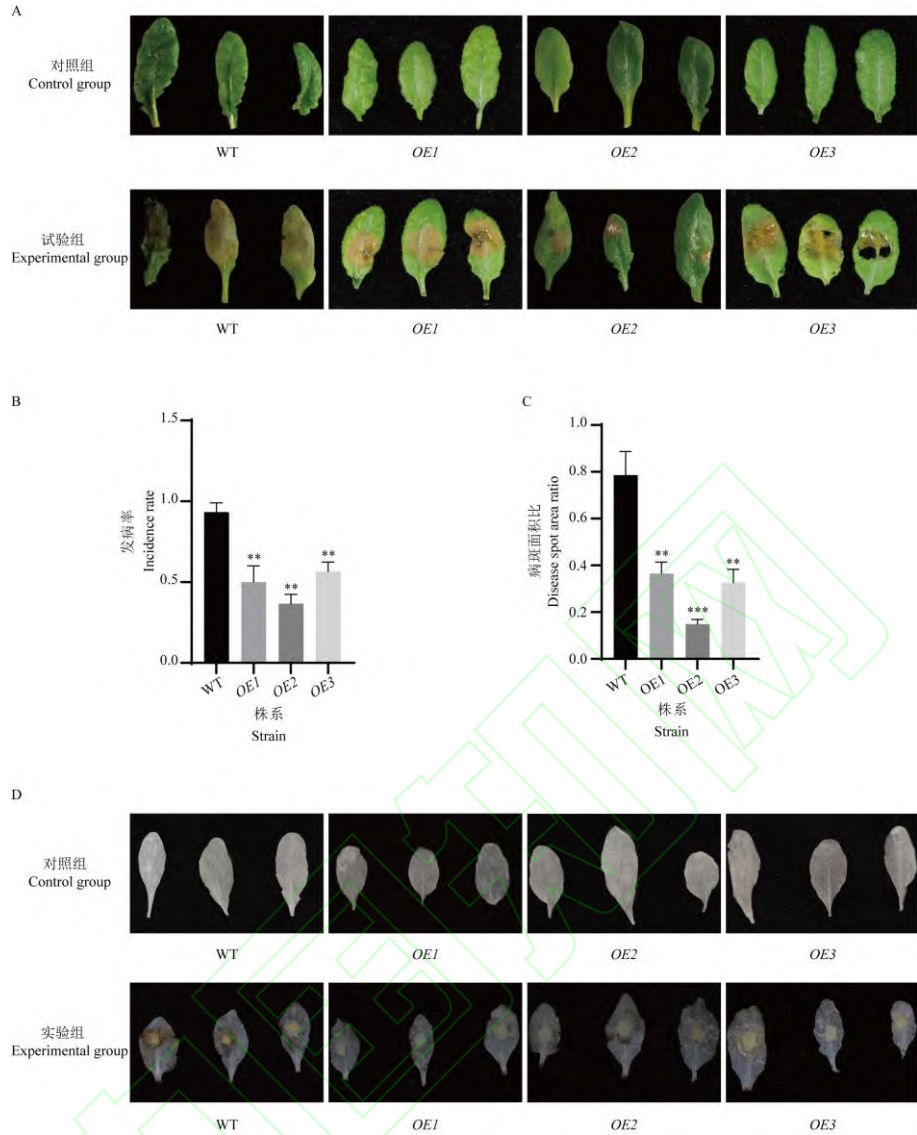 A
对照组
Control group
WT
OE1
OE2
OE3
试验组
Experimental group
WT
OE1
OE2
OE3
B
发病率
Incidence rate
1.5
1.0
0.5
0.0
**
**
**
WT
OE1
OE2
OE3
株系
Strain
C
病斑面积比
Disease spot area ratio
1.0
0.8
0.6
0.4
0.2
0.0
**
***
**
WT
OE1
OE2
OE3
株系
Strain
D
对照组
Control group
WT
OE1
OE2
OE3
实验组
Experimental group
WT
OE1
OE2
OE3